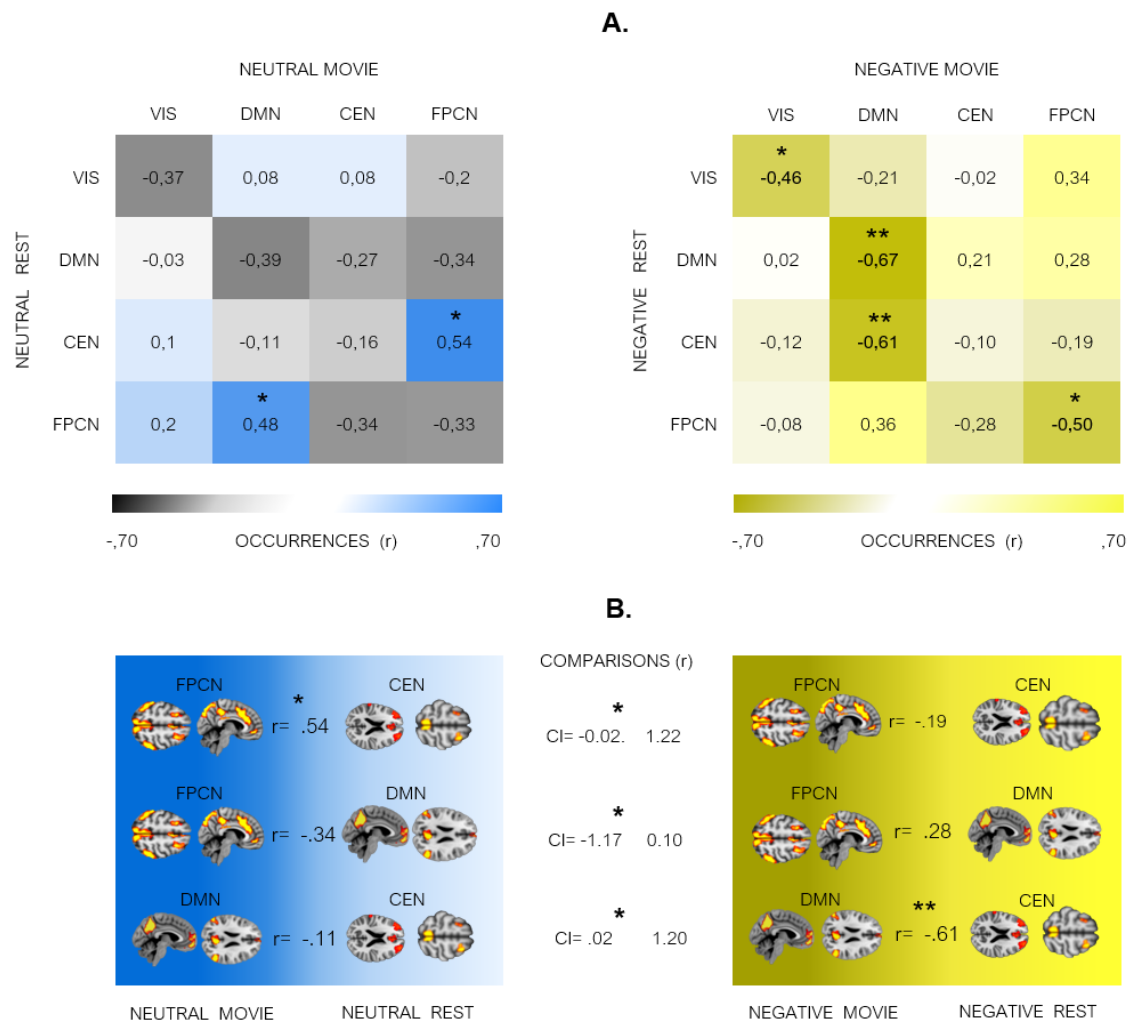 A.
NEUTRAL MOVIE
VIS DMN CEN FPCN
NEUTRAL REST
VIS -0,37 0,08 0,08 -0,2
DMN -0,03 -0,39 -0,27 -0,34
*
CEN 0,1 -0,11 -0,16 0,54
*
FPCN 0,2 0,48 -0,34 -0,33
-,70 OCCURRENCES (r) ,70
NEGATIVE MOVIE
VIS DMN CEN FPCN
NEGATIVE REST
*
VIS -0,46 -0,21 -0,02 0,34
**
DMN 0,02 -0,67 0,21 0,28
**
CEN -0,12 -0,61 -0,10 -0,19
*
FPCN -0,08 0,36 -0,28 -0,50
-,70 OCCURRENCES (r) ,70
B.
FPCN CEN
*
r= .54
FPCN DMN
r= -.34
DMN CEN
r= -.11
NEUTRAL MOVIE NEUTRAL REST
COMPARISONS (r)
*
CI= -0.02. 1.22
*
CI= -1.17 0.10
*
CI= .02 1.20
FPCN CEN
r= -.19
FPCN DMN
r= .28
DMN CEN
**
r= -.61
NEGATIVE MOVIE NEGATIVE REST